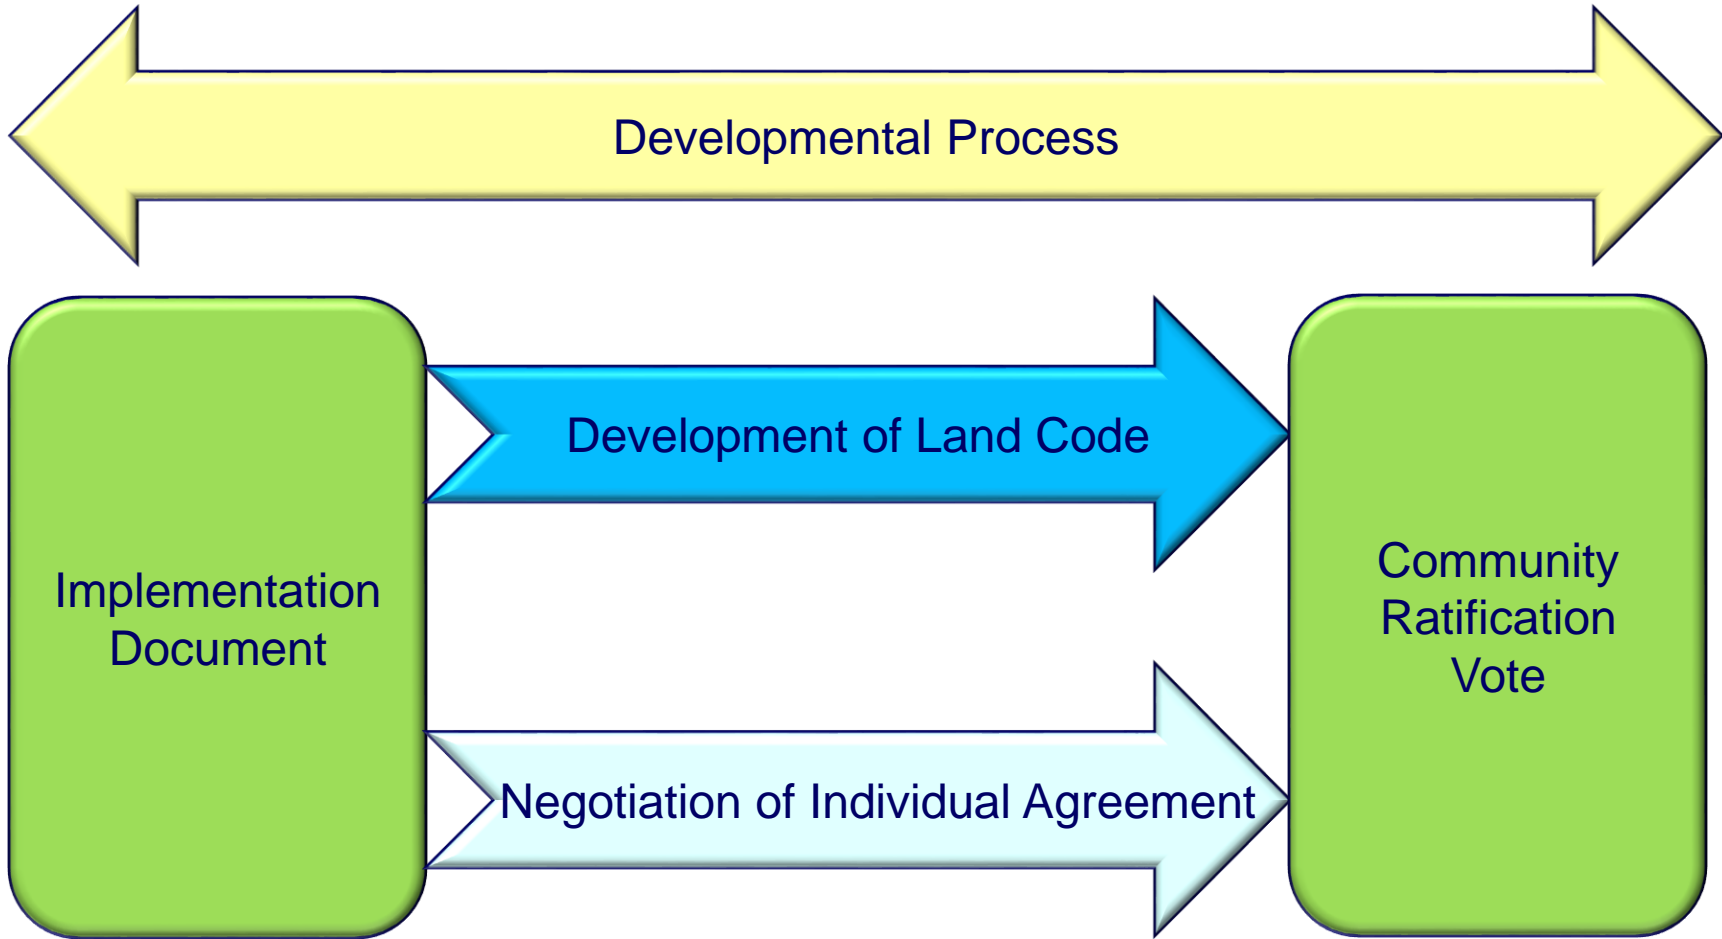 Developmental Process
Development of Land Code
Implementation
Document
Community
Ratification
Vote
Negotiation of Individual Agreement